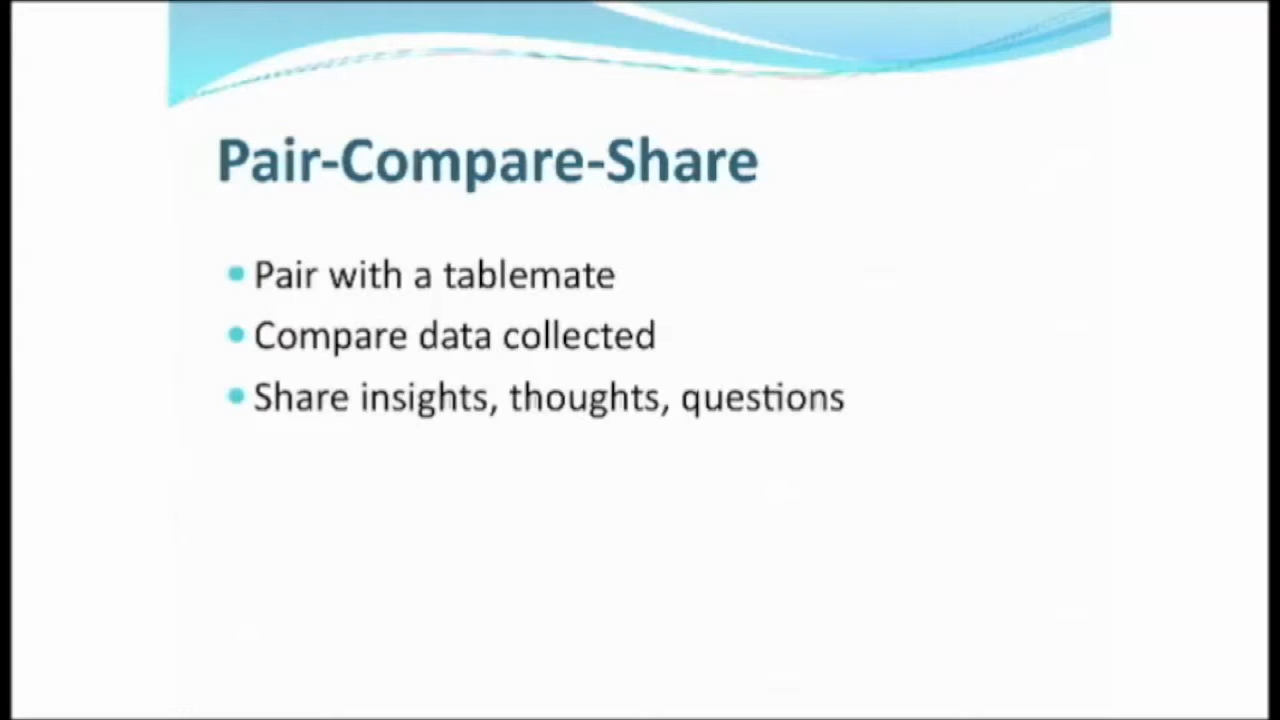 Pair-Compare-Share
Pair with a tablemate
Compare data collected
Share insights, thoughts, questions